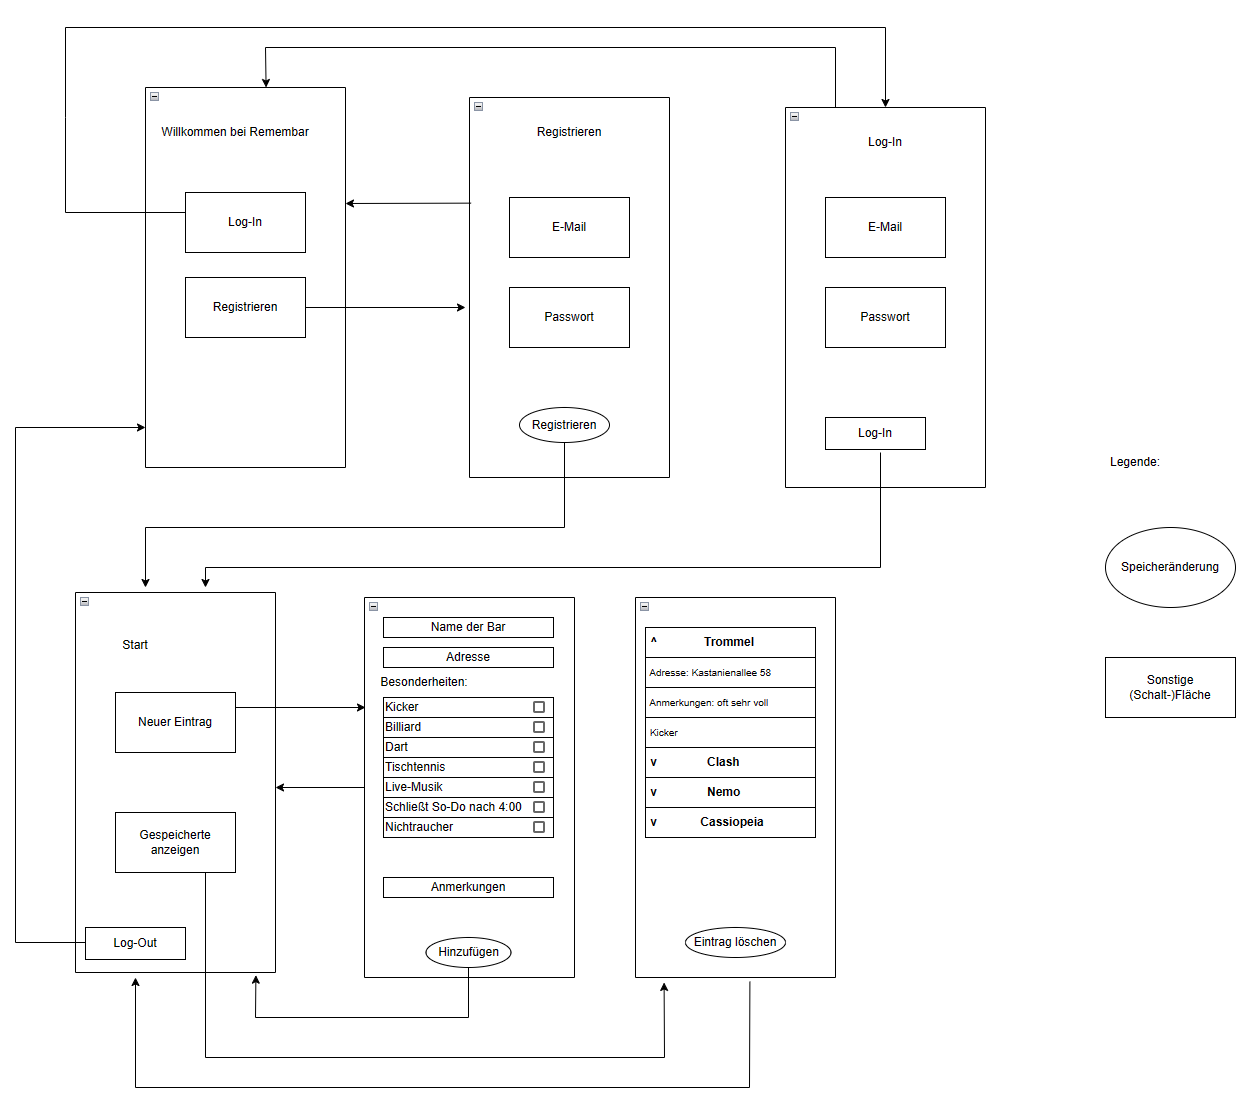 Willkommen bei Remembar
Log-In
Registrieren
Registrieren
E-Mail
Passwort
Registrieren
Log-In
E-Mail
Passwort
Log-In
Legende:
Speicheränderung
Sonstige
(Schalt-)Fläche
Start
Neuer Eintrag
Gespeicherte
anzeigen
Log-Out
Name der Bar
Adresse
Besonderheiten:
Kicker
Billiard
Dart
Tischtennis
Live-Musik
Schließt So-Do nach 4:00
Nichtraucher
Anmerkungen
Hinzufügen
^ Trommel
Adresse: Kastanienallee 58
Anmerkungen: oft sehr voll
Kicker
v Clash
v Nemo
v Cassiopeia
Eintrag löschen